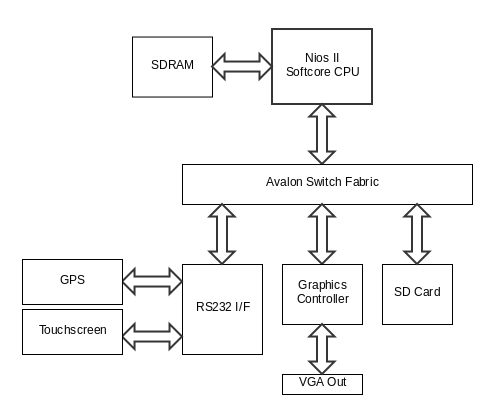 SDRAM
Nios II
Softcore CPU
Avalon Switch Fabric
GPS
Touchscreen
RS232 I/F
Graphics
Controller
SD Card
VGA Out